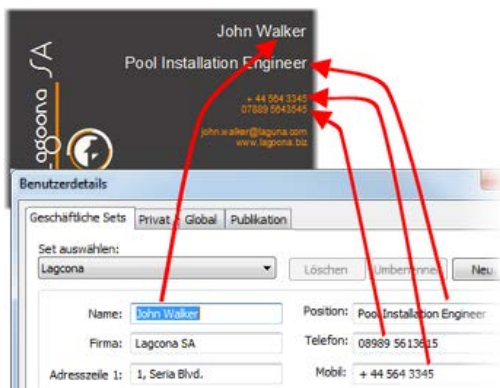 John Walker
Lagoona SA
Pool Installation Engineer
+ 44 564 3345
07889 5643545
john.walker@laguna.com
www.lagoona.biz
Benutzerdetails
Geschäftliche Sets Privat Global Publikation
Set auswählen:
Lagcona
Löschen Umbenennen Neu
Name: John Walker Position: Pool Installation Engineer
Firma: Lagcona SA Telefon: 08989 5613615
Adresszeile 1: 1, Seria Blvd. Mobil: + 44 564 3345